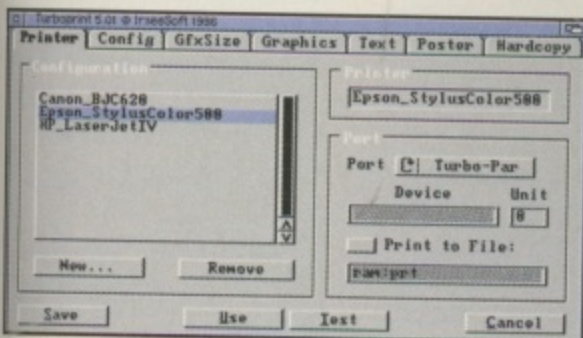 Turboprint 5.01 © IrseeSoft 1996
Printer Config GfxSize Graphics Text Poster Hardcopy
Configuration
Canon_BJC620
Epson_StylusColor500
HP_LaserJetIV
New... Remove
Printer
Epson_StylusColor500
Port
Port Turbo-Par
Device Unit
0
Print to File:
ram:prt
Save Use Test Cancel